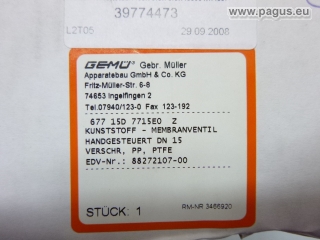 www.pagus.eu
39774473
L2T05 29.09.2008
GEMÜ® Gebr. Müller
Apparatebau GmbH & Co. KG
Fritz-Müller-Str. 6-8
74653 Ingelfingen 2
Tel.07940/123-0 Fax 123-192
677 15D 7715E0 Z
KUNSTSTOFF - MEMBRANVENTIL
HANDGESTEUERT DN 15
VERSCHR, PP, PTFE
EDV-Nr.: 88272107-00
STÜCK: 1
RM-NR 3466920